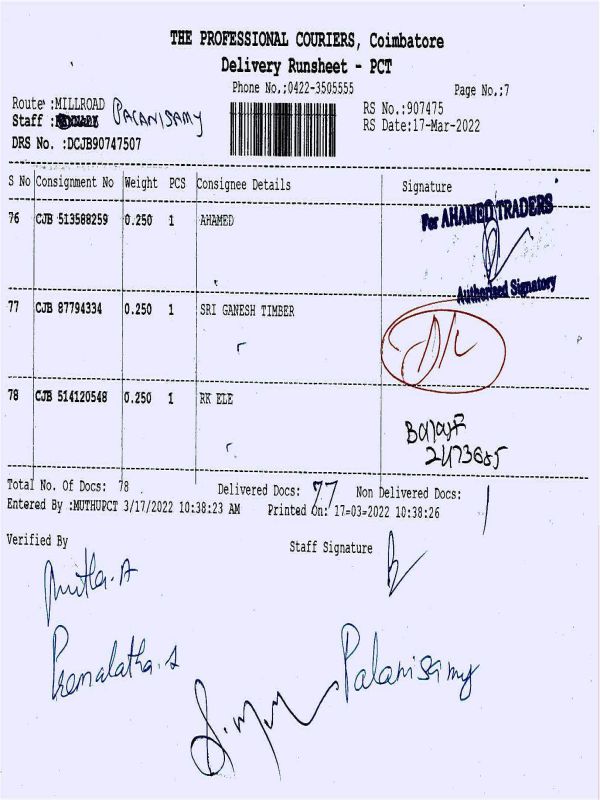 THE PROFESSIONAL COURIERS, Coimbatore
Delivery Runsheet - PCT
Phone No.;0422-3505555
Page No.;7
Route :MILLROAD
RS No.:907475
Staff : PALANISAMY
RS Date:17-Mar-2022
DRS No. :DCJB90747507
S No Consignment No Weight PCS Consignee Details Signature
76 CJB 513588259 0.250 1 AHAMED
For AHAMED TRADERS
Authorised Signatory
77 CJB 87794334 0.250 1 SRI GANESH TIMBER
78 CJB 514120548 0.250 1 RK ELE
Total No. Of Docs: 78 Delivered Docs: 77 Non Delivered Docs: 1
Entered By :MUTHUPCT 3/17/2022 10:38:23 AM Printed On: 17-03-2022 10:38:26
Verified By Staff Signature
Premalatha.s
Palanisamy